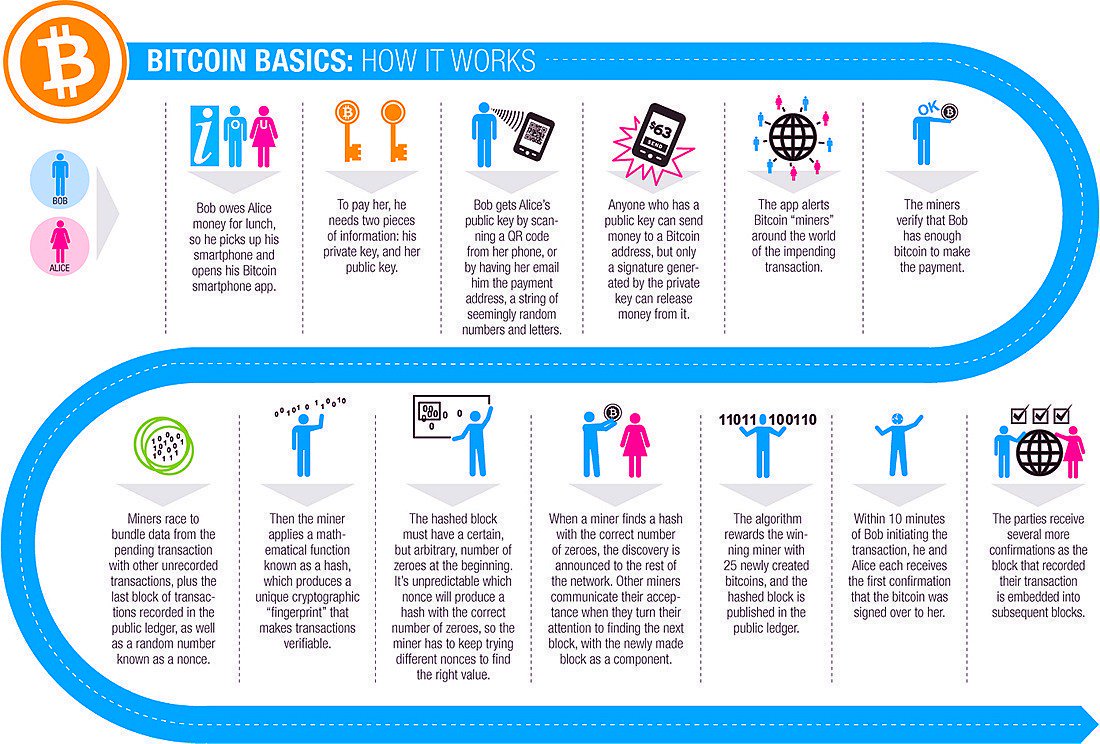 BITCOIN BASICS: HOW IT WORKS
BOB
ALICE
i O U
Bob owes Alice
money for lunch,
so he picks up his
smartphone and
opens his Bitcoin
smartphone app.
To pay her, he
needs two pieces
of information: his
private key, and her
public key.
Bob gets Alice’s
public key by scan-
ning a QR code
from her phone, or
by having her email
him the payment
address, a string of
seemingly random
numbers and letters.
$63
SEND
Anyone who has a
public key can send
money to a Bitcoin
address, but only
a signature gener-
ated by the private
key can release
money from it.
The app alerts
Bitcoin “miners”
around the world
of the impending
transaction.
OK
The miners
verify that Bob
has enough
bitcoin to make
the payment.
Miners race to
bundle data from the
pending transaction
with other unrecorded
transactions, plus the
last block of transac-
tions recorded in the
public ledger, as well
as a random number
known as a nonce.
Then the miner
applies a math-
ematical function
known as a hash,
which produces a
unique cryptographic
“fingerprint” that
makes transactions
verifiable.
The hashed block
must have a certain,
but arbitrary, number of
zeroes at the beginning.
It’s unpredictable which
nonce will produce a
hash with the correct
number of zeroes, so the
miner has to keep trying
different nonces to find
the right value.
When a miner finds a hash
with the correct number
of zeroes, the discovery is
announced to the rest of
the network. Other miners
communicate their accep-
tance when they turn their
attention to finding the next
block, with the newly made
block as a component.
11011 100110
The algorithm
rewards the win-
ning miner with
25 newly created
bitcoins, and the
hashed block is
published in the
public ledger.
Within 10 minutes
of Bob initiating the
transaction, he and
Alice each receives
the first confirmation
that the bitcoin was
signed over to her.
The parties receive
several more
confirmations as the
block that recorded
their transaction
is embedded into
subsequent blocks.